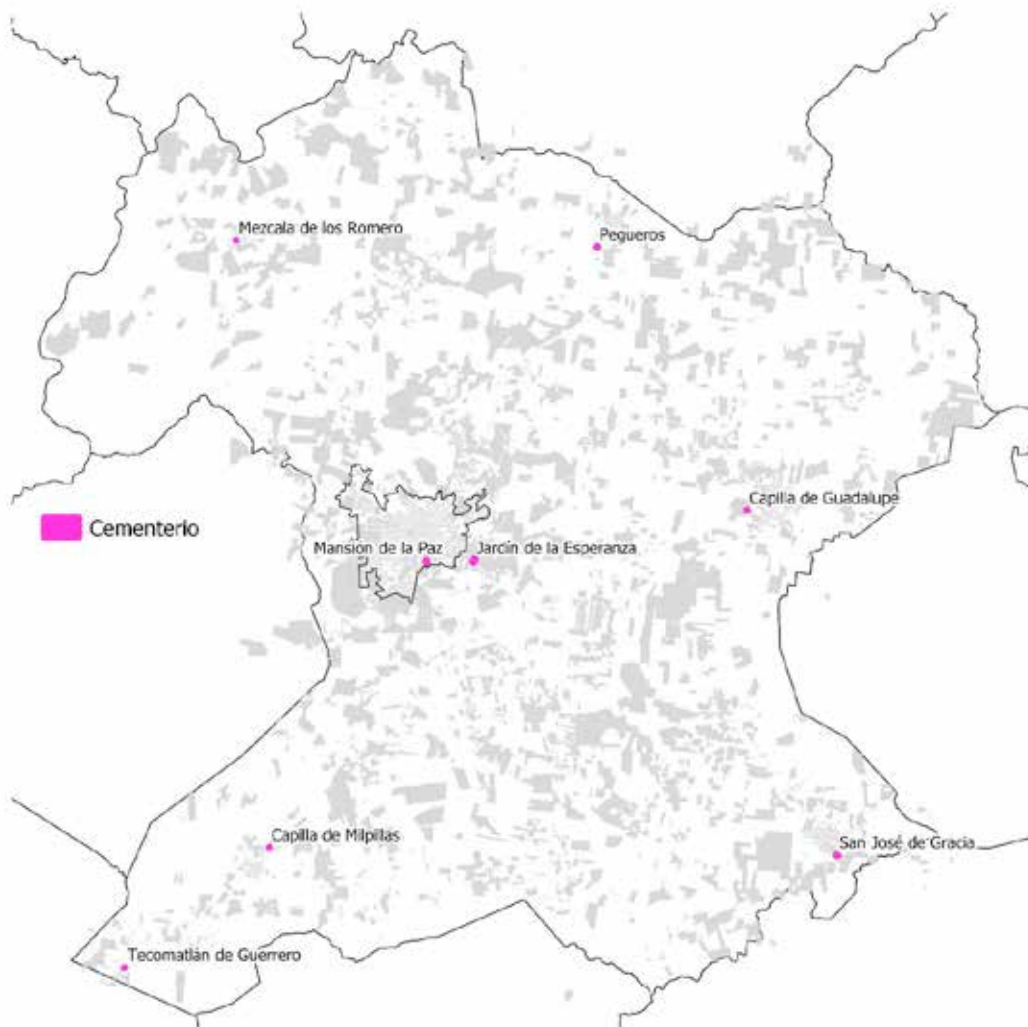 Mezcala de los Romero
Pegueros
Capilla de Guadalupe
Cementerio
Mansión de la Paz
Jardín de la Esperanza
Capilla de Milpillas
San José de Gracia
Tecomatlán de Guerrero